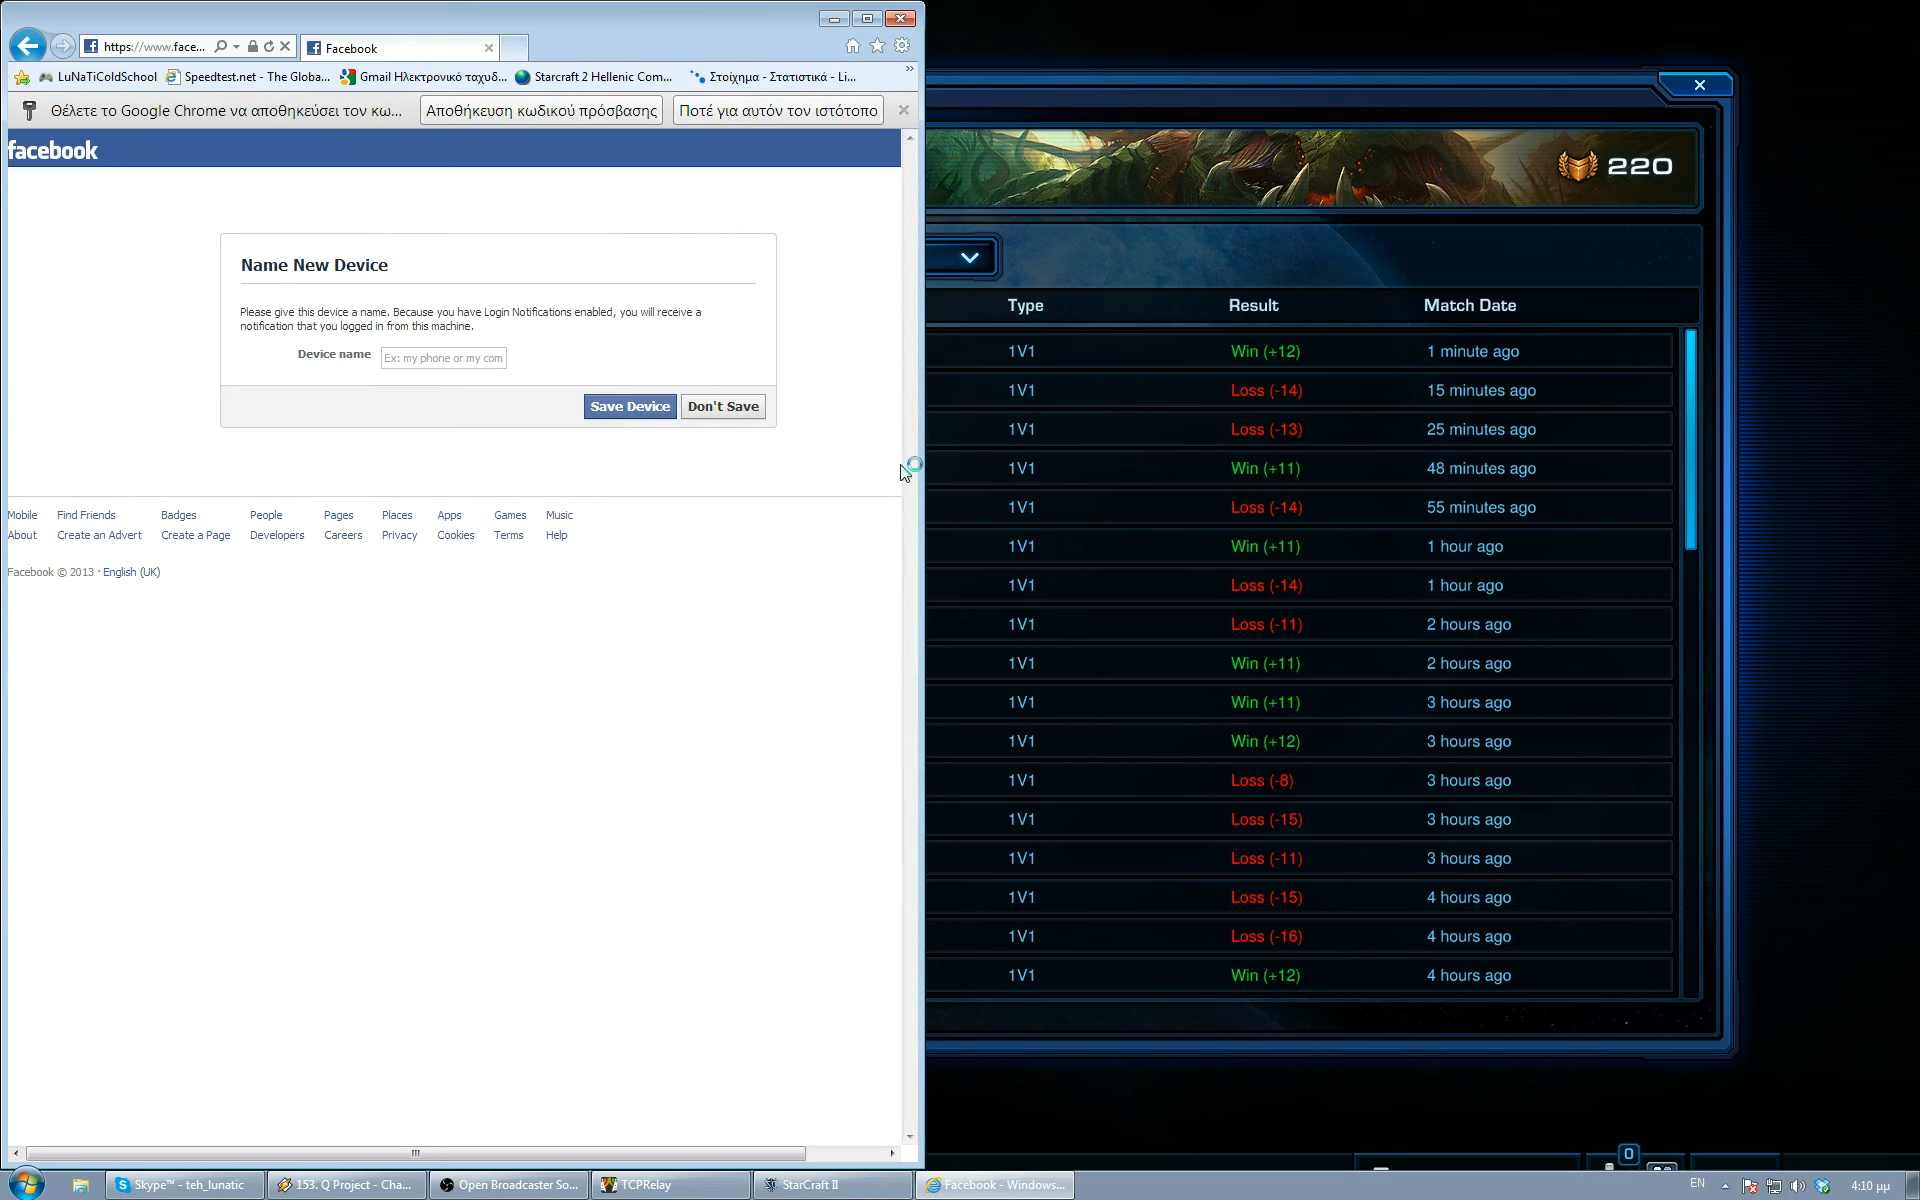 https://www.face...
Facebook
LuNaTiColdSchool
Speedtest.net - The Globa...
Gmail Ηλεκτρονικό ταχυδ...
Starcraft 2 Hellenic Com...
Στοίχημα - Στατιστικά - Li...
»
Θέλετε το Google Chrome να αποθηκεύσει τον κω...
Αποθήκευση κωδικού πρόσβασης
Ποτέ για αυτόν τον ιστότοπο
facebook
Name New Device
Please give this device a name. Because you have Login Notifications enabled, you will receive a
notification that you logged in from this machine.
Device name
Ex: my phone or my com
Save Device
Don't Save
Mobile Find Friends Badges People Pages Places Apps Games Music
About Create an Advert Create a Page Developers Careers Privacy Cookies Terms Help
Facebook © 2013 · English (UK)
220
Type Result Match Date
1V1 Win (+12) 1 minute ago
1V1 Loss (-14) 15 minutes ago
1V1 Loss (-13) 25 minutes ago
1V1 Win (+11) 48 minutes ago
1V1 Loss (-14) 55 minutes ago
1V1 Win (+11) 1 hour ago
1V1 Loss (-14) 1 hour ago
1V1 Loss (-11) 2 hours ago
1V1 Win (+11) 2 hours ago
1V1 Win (+11) 3 hours ago
1V1 Win (+12) 3 hours ago
1V1 Loss (-8) 3 hours ago
1V1 Loss (-15) 3 hours ago
1V1 Loss (-11) 3 hours ago
1V1 Loss (-15) 4 hours ago
1V1 Loss (-16) 4 hours ago
1V1 Win (+12) 4 hours ago
0
Skype™ - teh_lunatic
153. Q Project - Cha...
Open Broadcaster So...
TCPRelay
StarCraft II
Facebook - Windows...
EN
4:10 μμ